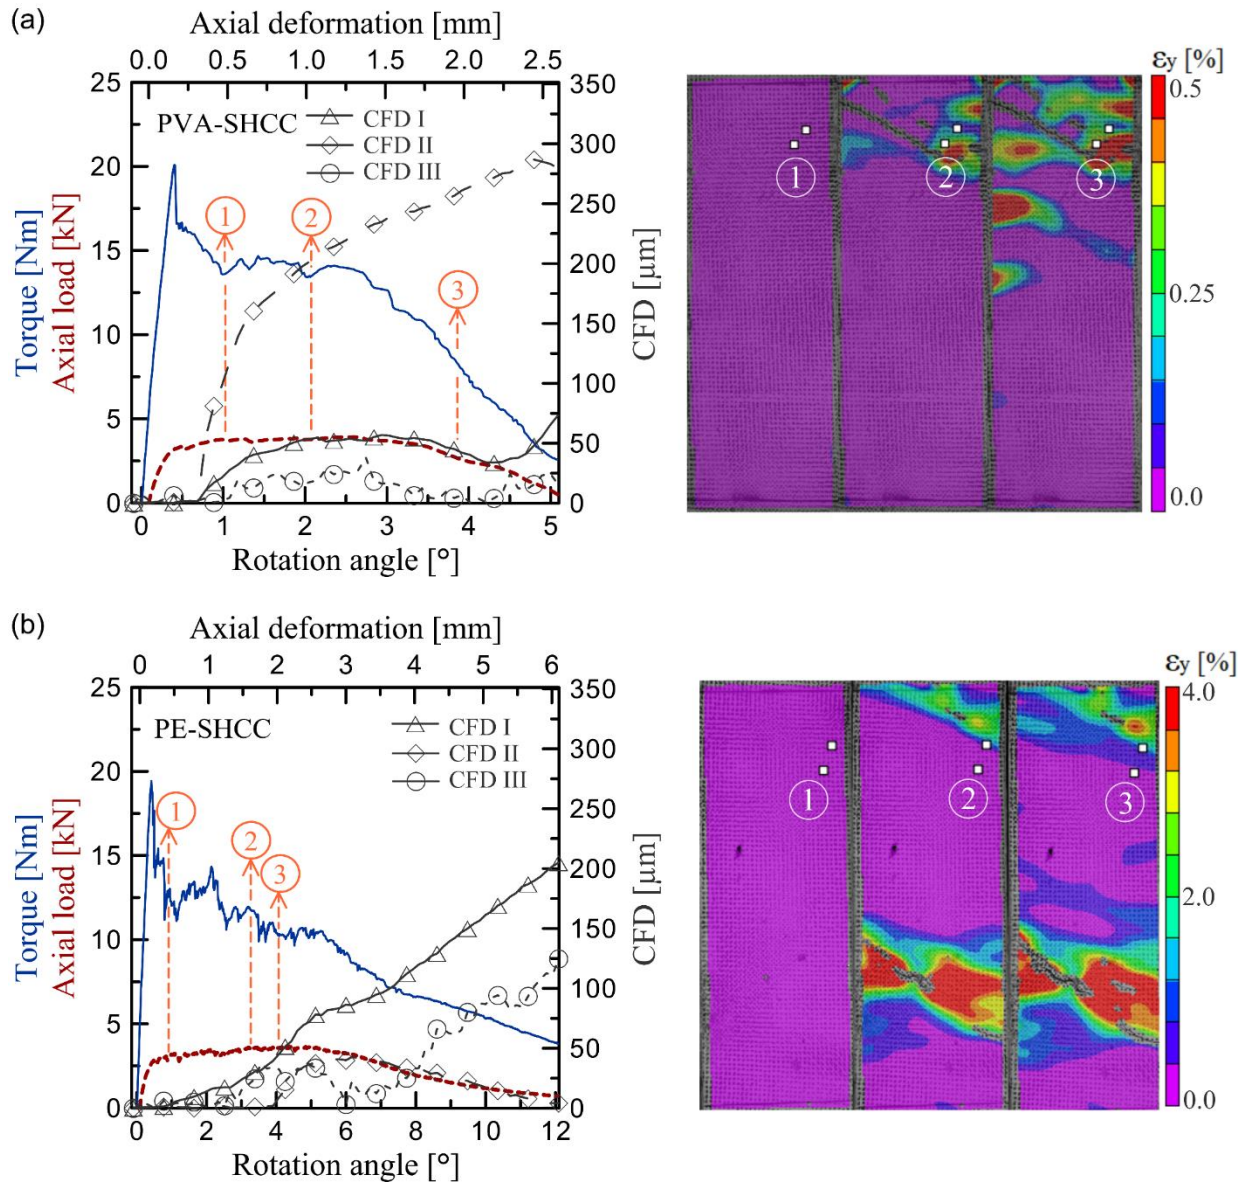 (a)
Axial deformation [mm]
0.0 0.5 1.0 1.5 2.0 2.5
25
20
15
10
5
0
Torque [Nm]
Axial load [kN]
PVA-SHCC
CFD I
CFD II
CFD III
1
2
3
350
300
250
200
150
100
50
0
CFD [µm]
0 1 2 3 4 5
Rotation angle [°]
εy [%]
0.5
0.25
0.0
1 2 3
(b)
Axial deformation [mm]
0 1 2 3 4 5 6
25
20
15
10
5
0
Torque [Nm]
Axial load [kN]
PE-SHCC
CFD I
CFD II
CFD III
1
2
3
350
300
250
200
150
100
50
0
CFD [µm]
0 2 4 6 8 10 12
Rotation angle [°]
εy [%]
4.0
2.0
0.0
1 2 3